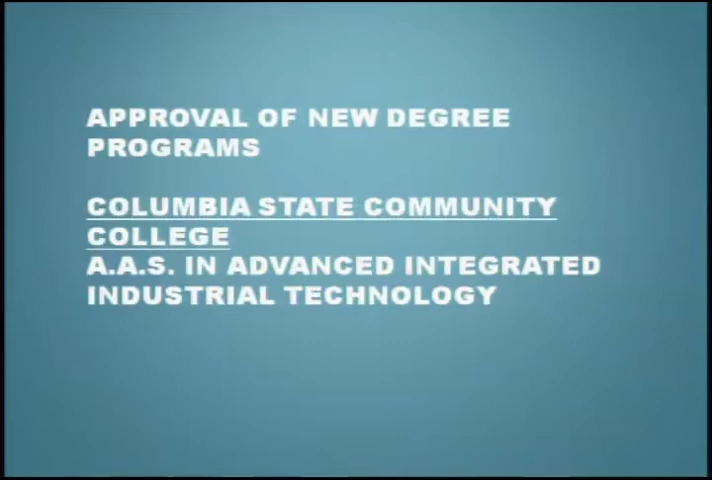 APPROVAL OF NEW DEGREE
PROGRAMS
COLUMBIA STATE COMMUNITY
COLLEGE
A.A.S. IN ADVANCED INTEGRATED
INDUSTRIAL TECHNOLOGY